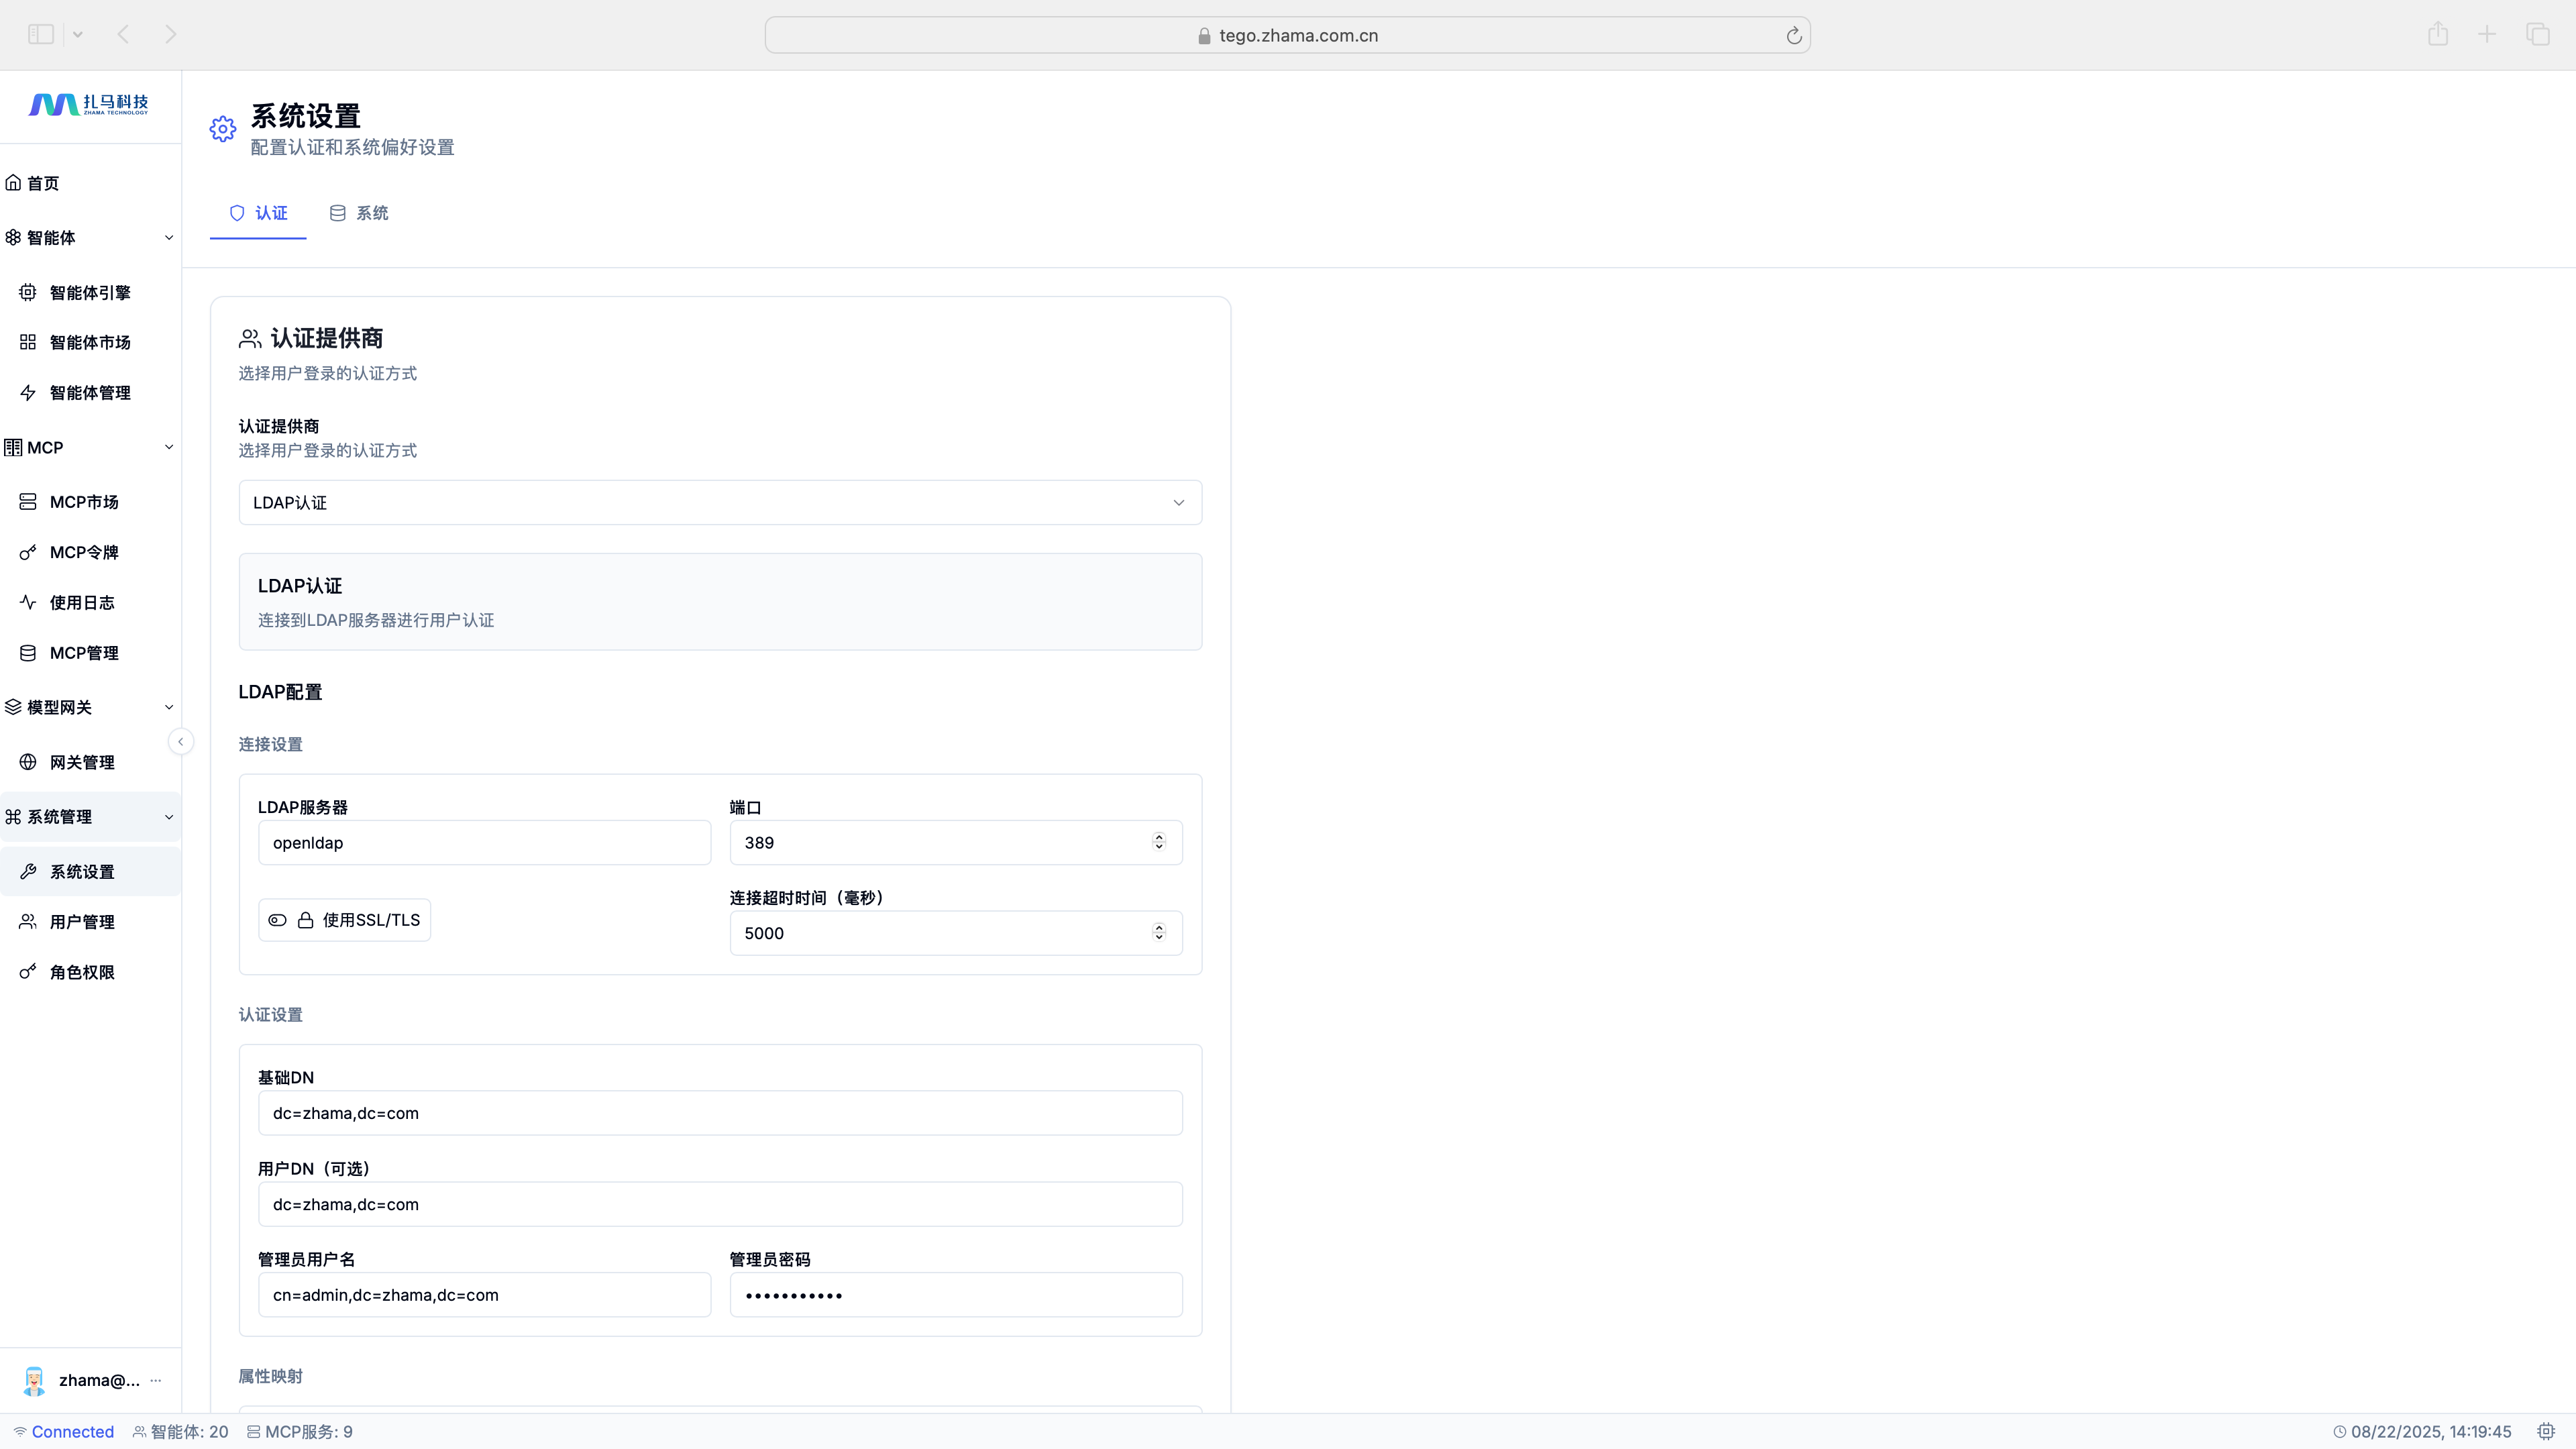 tego.zhama.com.cn
扎马科技
ZHAMA TECHNOLOGY
首页
智能体
智能体引擎
智能体市场
智能体管理
MCP
MCP市场
MCP令牌
使用日志
MCP管理
模型网关
网关管理
系统管理
系统设置
用户管理
角色权限
zhama@... ...
系统设置
配置认证和系统偏好设置
认证 系统
认证提供商
选择用户登录的认证方式
认证提供商
选择用户登录的认证方式
LDAP认证
LDAP认证
连接到LDAP服务器进行用户认证
LDAP配置
连接设置
LDAP服务器 端口
openldap 389
连接超时时间（毫秒）
使用SSL/TLS 5000
认证设置
基础DN
dc=zhama,dc=com
用户DN（可选）
dc=zhama,dc=com
管理员用户名 管理员密码
cn=admin,dc=zhama,dc=com •••••••••••
属性映射
Connected 智能体: 20 MCP服务: 9 08/22/2025, 14:19:45